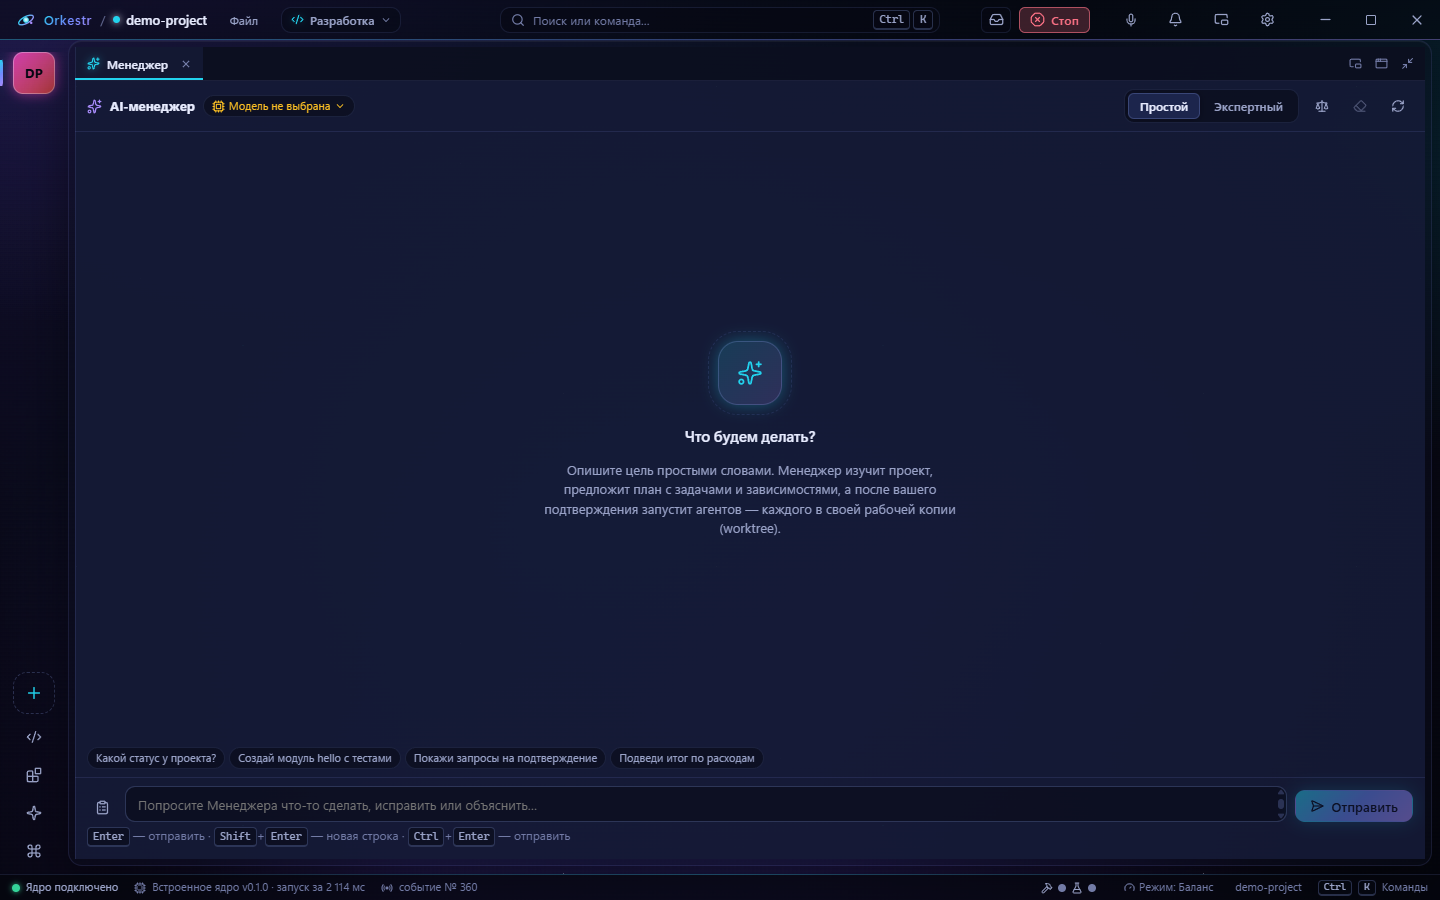 Orkestr / demo-project Файл Разработка Поиск или команда... Ctrl K Стоп
DP
Менеджер
AI-менеджер Модель не выбрана Простой Экспертный
Что будем делать?
Опишите цель простыми словами. Менеджер изучит проект,
предложит план с задачами и зависимостями, а после вашего
подтверждения запустит агентов — каждого в своей рабочей копии
(worktree).
Какой статус у проекта? Создай модуль hello с тестами Покажи запросы на подтверждение Подведи итог по расходам
Попросите Менеджера что-то сделать, исправить или объяснить... Отправить
Enter — отправить · Shift + Enter — новая строка · Ctrl + Enter — отправить
Ядро подключено Встроенное ядро v0.1.0 · запуск за 2 114 мс событие № 360 Режим: Баланс demo-project Ctrl K Команды